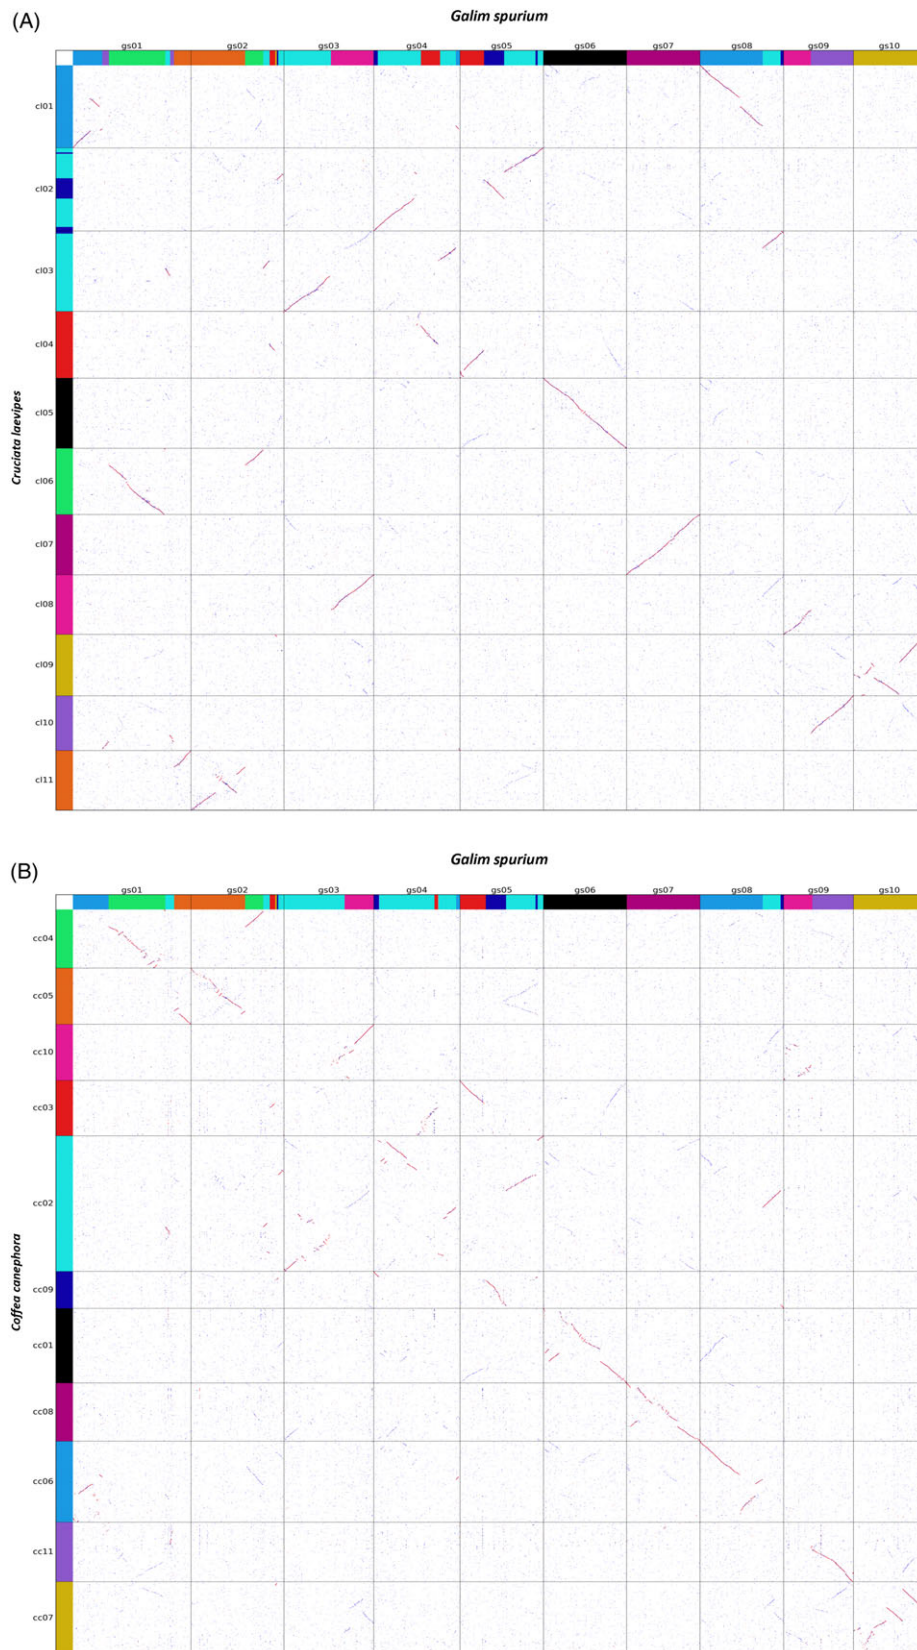 (A)
Galim spurium
gs01 gs02 gs03 gs04 gs05 gs06 gs07 gs08 gs09 gs10
cl01
cl02
cl03
cl04
cl05
Cruciata laevipes
cl06
cl07
cl08
cl09
cl10
cl11
(B)
Galim spurium
gs01 gs02 gs03 gs04 gs05 gs06 gs07 gs08 gs09 gs10
cc04
cc05
cc10
cc03
cc02
Coffea canephora
cc09
cc01
cc08
cc06
cc11
cc07